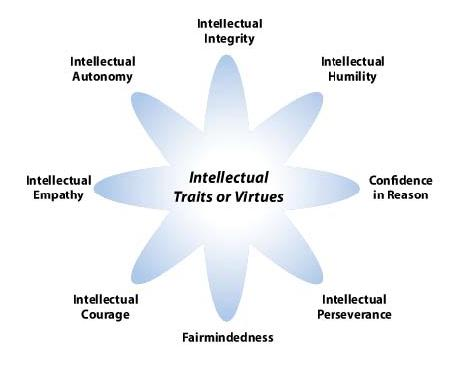 Intellectual
Integrity
Intellectual
Autonomy
Intellectual
Humility
Intellectual
Empathy
Intellectual
Traits or Virtues
Confidence
in Reason
Intellectual
Courage
Intellectual
Perseverance
Fairmindedness